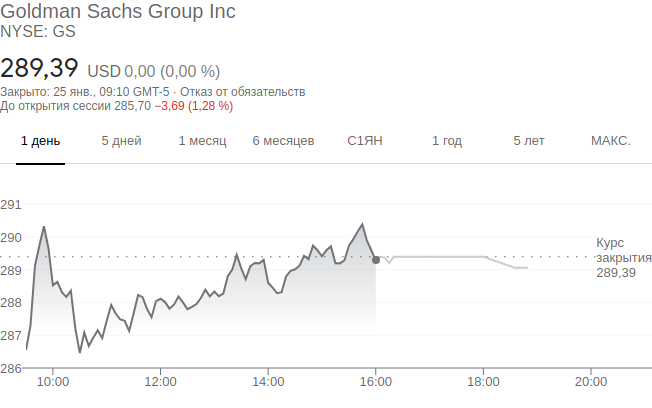 Goldman Sachs Group Inc
NYSE: GS
289,39 USD 0,00 (0,00 %)
Закрыто: 25 янв., 09:10 GMT-5 · Отказ от обязательств
До открытия сессии 285,70 −3,69 (1,28 %)
1 день 5 дней 1 месяц 6 месяцев С1ЯН 1 год 5 лет МАКС.
291
290
Курс
закрытия
289,39
289
288
287
286
10:00 12:00 14:00 16:00 18:00 20:00